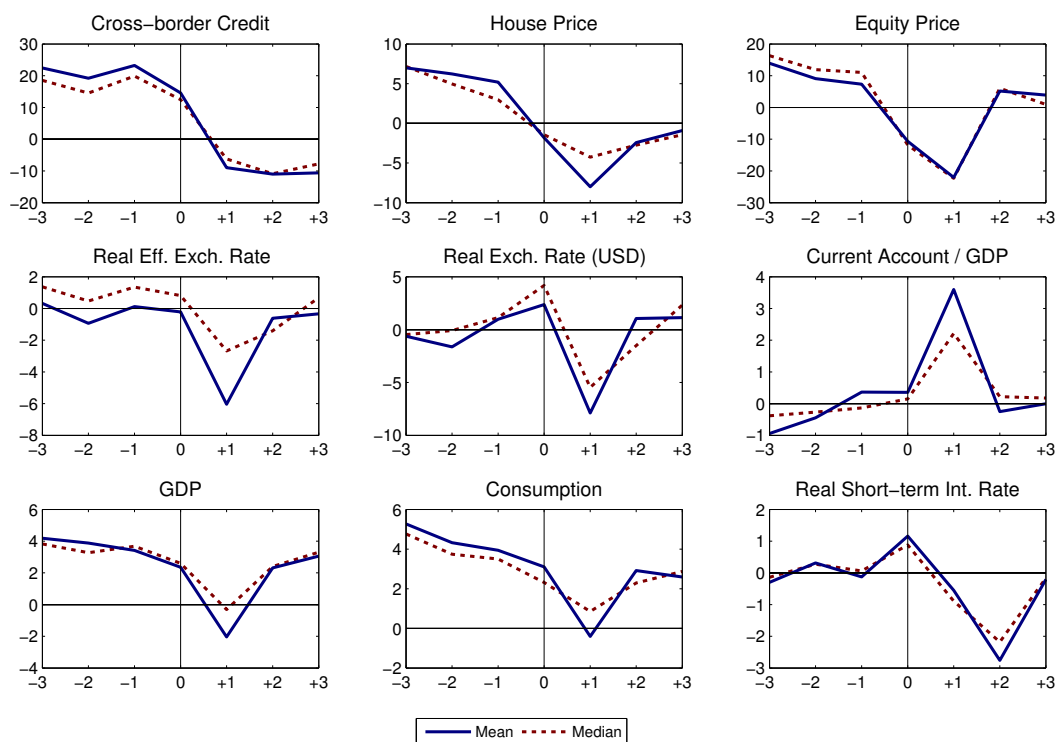 Cross−border Credit
30
20
10
0
−10
−20
−3 −2 −1 0 +1 +2 +3
House Price
10
5
0
−5
−10
−3 −2 −1 0 +1 +2 +3
Equity Price
20
10
0
−10
−20
−30
−3 −2 −1 0 +1 +2 +3
Real Eff. Exch. Rate
2
0
−2
−4
−6
−8
−3 −2 −1 0 +1 +2 +3
Real Exch. Rate (USD)
5
0
−5
−10
−3 −2 −1 0 +1 +2 +3
Current Account / GDP
4
3
2
1
0
−1
−3 −2 −1 0 +1 +2 +3
GDP
6
4
2
0
−2
−4
−3 −2 −1 0 +1 +2 +3
Consumption
6
4
2
0
−2
−3 −2 −1 0 +1 +2 +3
Real Short−term Int. Rate
2
1
0
−1
−2
−3
−3 −2 −1 0 +1 +2 +3
Mean Median